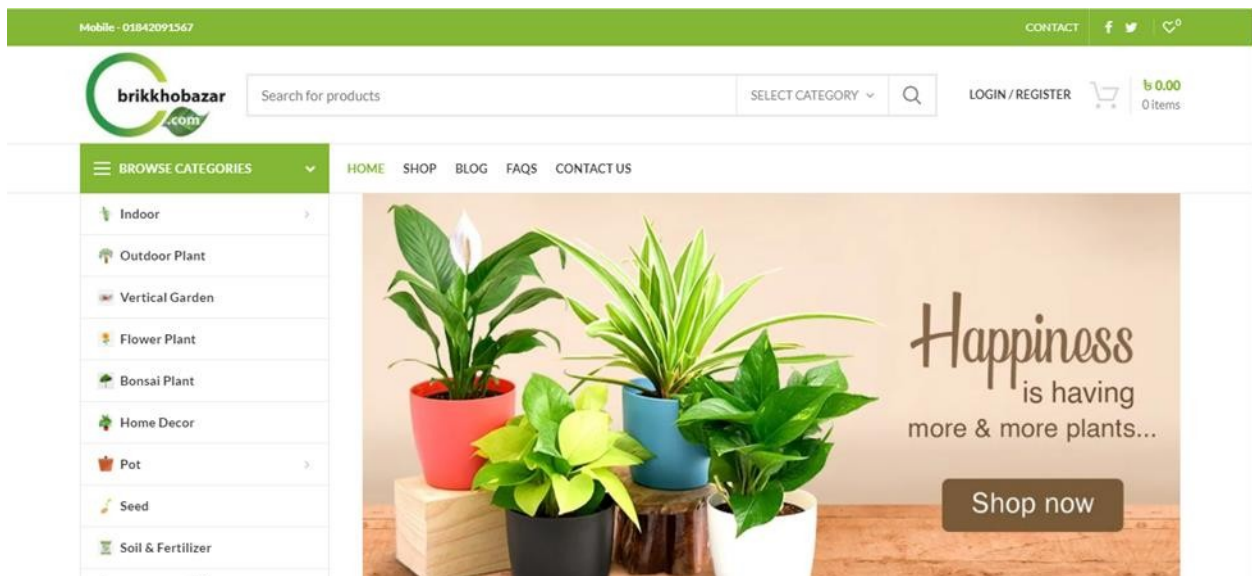 Mobile - 01842091567
CONTACT
0
brikkhobazar
.com
Search for products
SELECT CATEGORY
LOGIN / REGISTER
৳ 0.00
0 items
BROWSE CATEGORIES
HOME SHOP BLOG FAQS CONTACT US
Indoor
Outdoor Plant
Vertical Garden
Flower Plant
Bonsai Plant
Home Decor
Pot
Seed
Soil & Fertilizer
Happiness
is having
more & more plants...
Shop now